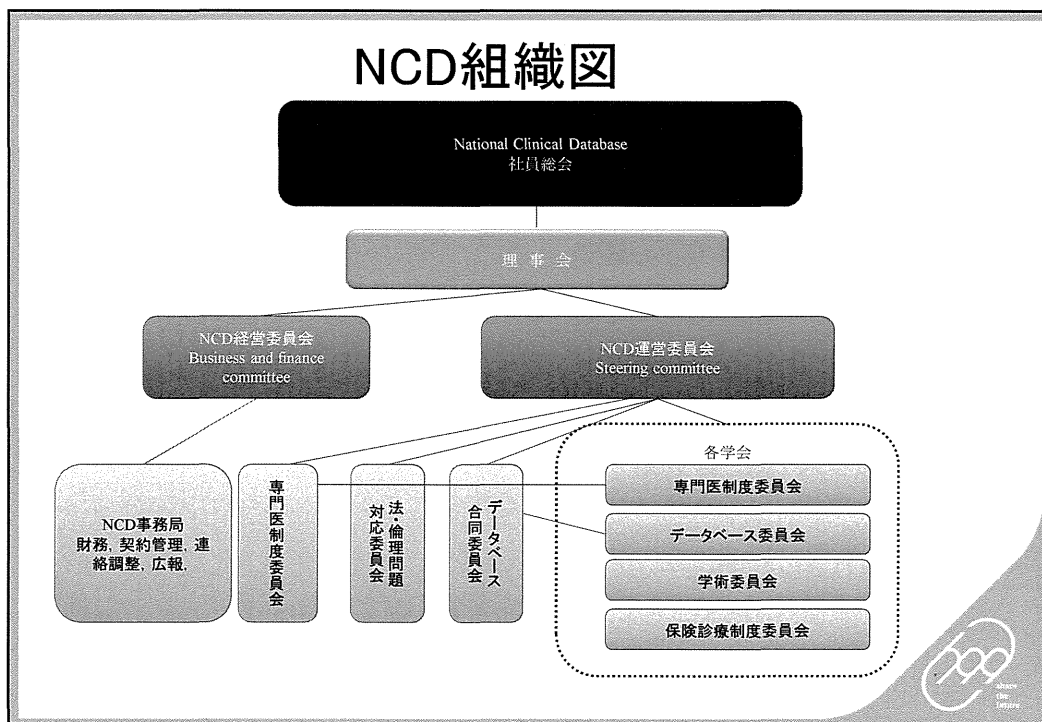 NCD組織図
National Clinical Database
社員総会
理事会
NCD経営委員会
Business and finance
committee
NCD運営委員会
Steering committee
NCD事務局
財務, 契約管理, 連
絡調整, 広報,
専門医制度委員会
法・倫理問題
対応委員会
データベース
合同委員会
各学会
専門医制度委員会
データベース委員会
学術委員会
保険診療制度委員会
share
the
future